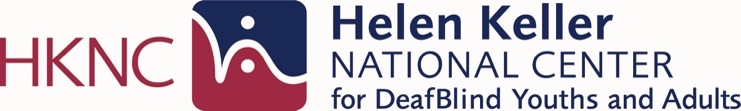 HKNC
Helen Keller
NATIONAL CENTER
for DeafBlind Youths and Adults